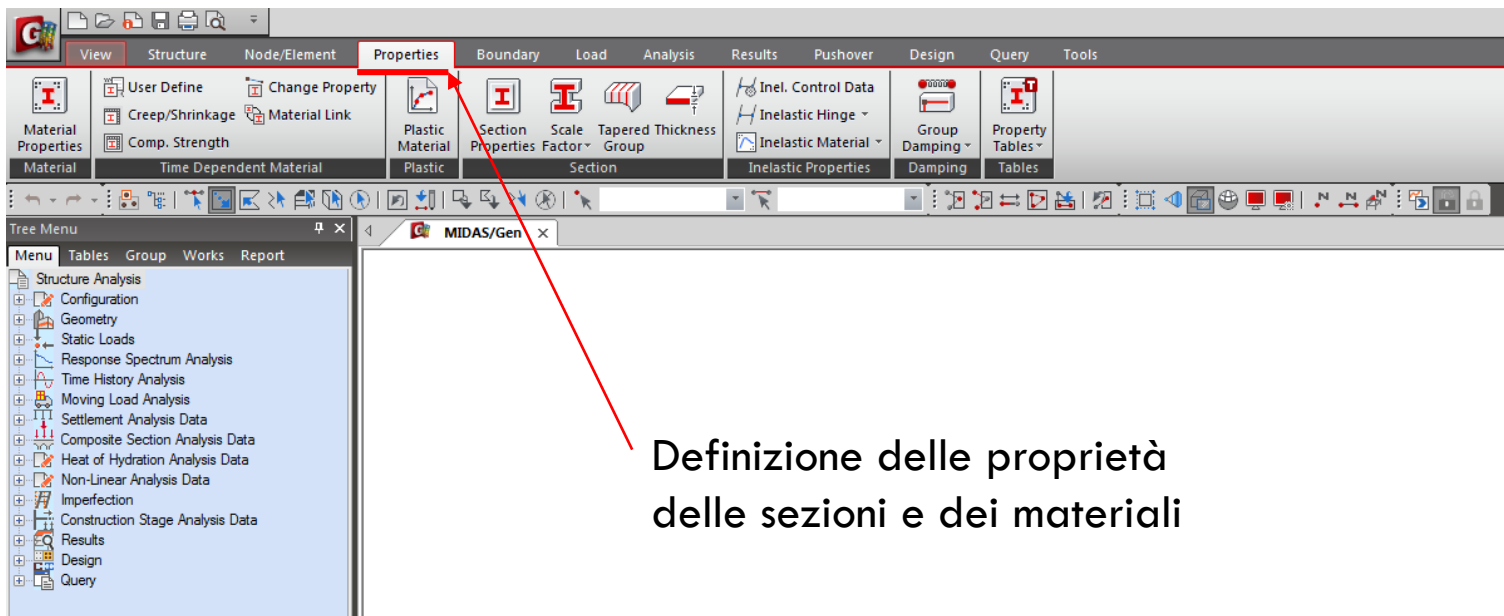 View Structure Node/Element Properties Boundary Load Analysis Results Pushover Design Query Tools
User Define Change Property Inel. Control Data
Creep/Shrinkage Material Link Inelastic Hinge
Material Plastic Section Scale Tapered Thickness Group Property
Properties Comp. Strength Material Properties Factor Group Inelastic Material Damping Tables
Material Time Dependent Material Plastic Section Inelastic Properties Damping Tables
Tree Menu MIDAS/Gen
Menu Tables Group Works Report
Structure Analysis
Configuration
Geometry
Static Loads
Response Spectrum Analysis
Time History Analysis
Moving Load Analysis
Settlement Analysis Data
Composite Section Analysis Data
Heat of Hydration Analysis Data
Non-Linear Analysis Data
Imperfection
Construction Stage Analysis Data
Results
Design
Query
Definizione delle proprietà
delle sezioni e dei materiali